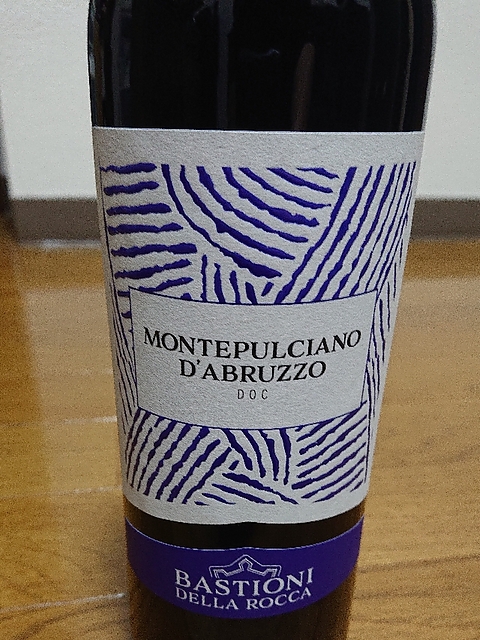 MONTEPULCIANO
D'ABRUZZO
DOC
BASTIONI
DELLA ROCCA